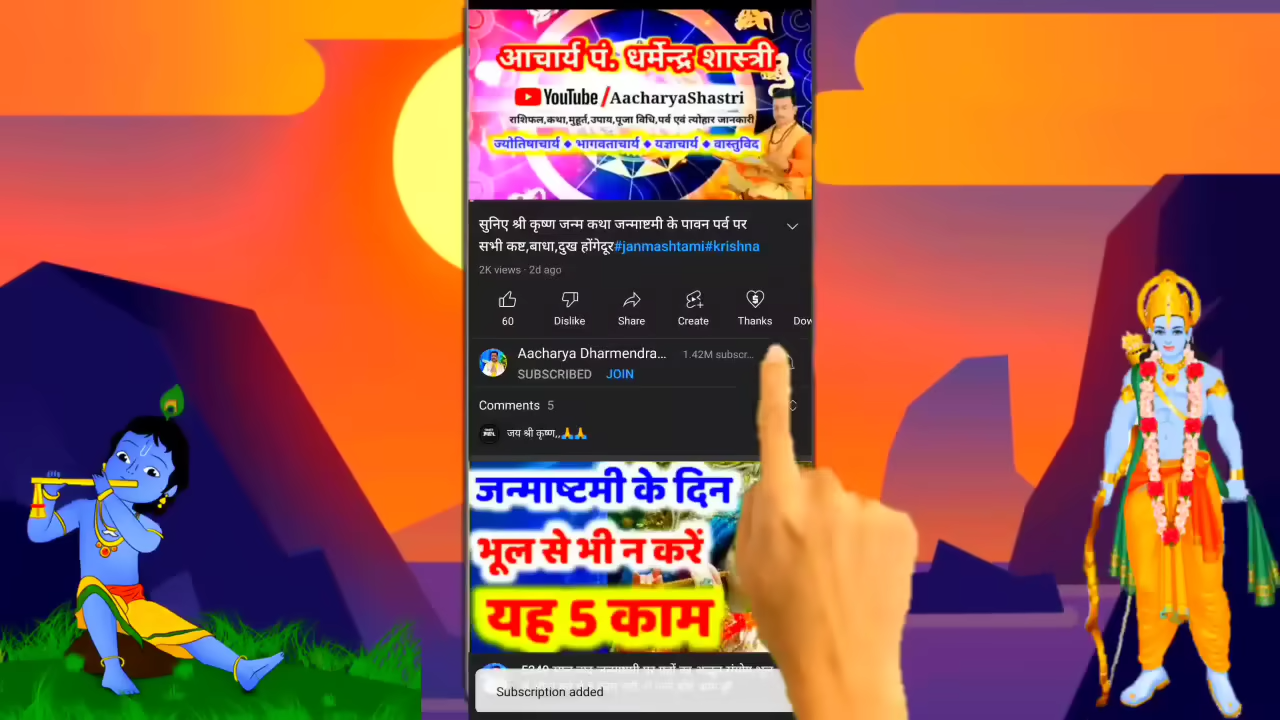 आचार्य पं. धर्मेन्द्र शास्त्री
YouTube /AacharyaShastri
राशिफल,कथा,मुहूर्त,उपाय,पूजा विधि,पर्व एवं त्योहार जानकारी
ज्योतिषाचार्य ◆ भागवताचार्य ◆ यज्ञाचार्य ◆ वास्तुविद
सुनिए श्री कृष्ण जन्म कथा जन्माष्टमी के पावन पर्व पर
सभी कष्ट,बाधा,दुख होंगेदूर#janmashtami#krishna
2K views · 2d ago
60 Dislike Share Create Thanks Dow
Aacharya Dharmendra... 1.42M subscr...
SUBSCRIBED JOIN
Comments 5
जय श्री कृष्ण,,🙏🙏
जन्माष्टमी के दिन
भूल से भी न करें
यह 5 काम
Subscription added